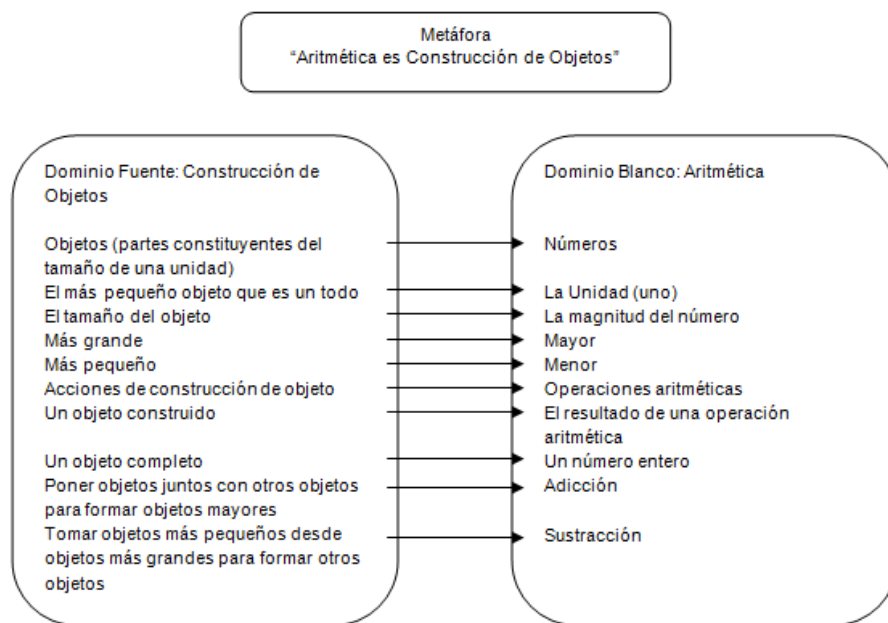 Metáfora
“Aritmética es Construcción de Objetos”
Dominio Fuente: Construcción de
Objetos
Objetos (partes constituyentes del
tamaño de una unidad)
El más pequeño objeto que es un todo
El tamaño del objeto
Más grande
Más pequeño
Acciones de construcción de objeto
Un objeto construido
Un objeto completo
Poner objetos juntos con otros objetos
para formar objetos mayores
Tomar objetos más pequeños desde
objetos más grandes para formar otros
objetos
Dominio Blanco: Aritmética
Números
La Unidad (uno)
La magnitud del número
Mayor
Menor
Operaciones aritméticas
El resultado de una operación
aritmética
Un número entero
Adicción
Sustracción